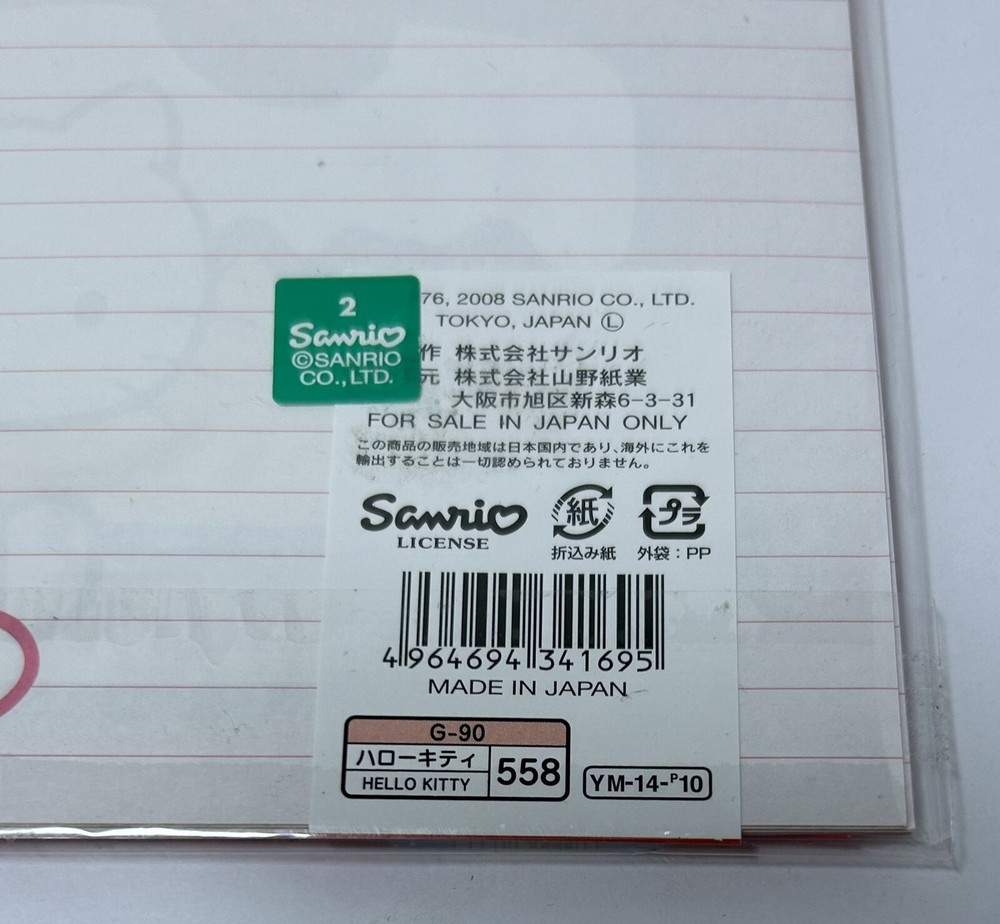 2
Sanrio
©SANRIO
CO.,LTD.
76, 2008 SANRIO CO., LTD.
TOKYO, JAPAN Ⓛ
作 株式会社サンリオ
元 株式会社山野紙業
大阪市旭区新森6-3-31
FOR SALE IN JAPAN ONLY
この商品の販売地域は日本国内であり、海外にこれを
輸出することは一切認められておりません。
Sanrio
LICENSE
紙
折込み紙
プラ
外袋：PP
4 964694 341695
MADE IN JAPAN
G-90
ハローキティ
HELLO KITTY
558
YM-14-P10